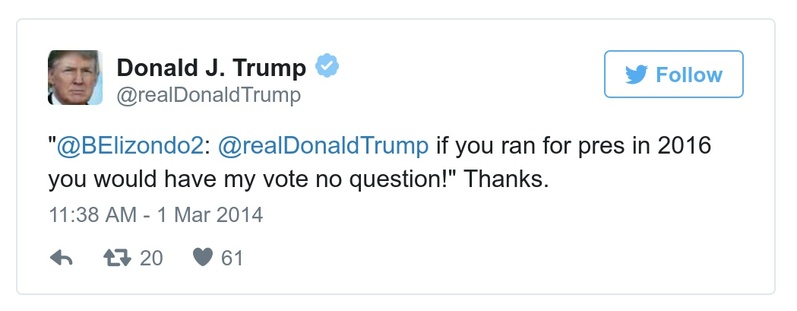 Donald J. Trump
@realDonaldTrump
Follow
"@BElizondo2: @realDonaldTrump if you ran for pres in 2016
you would have my vote no question!" Thanks.
11:38 AM - 1 Mar 2014
20 61